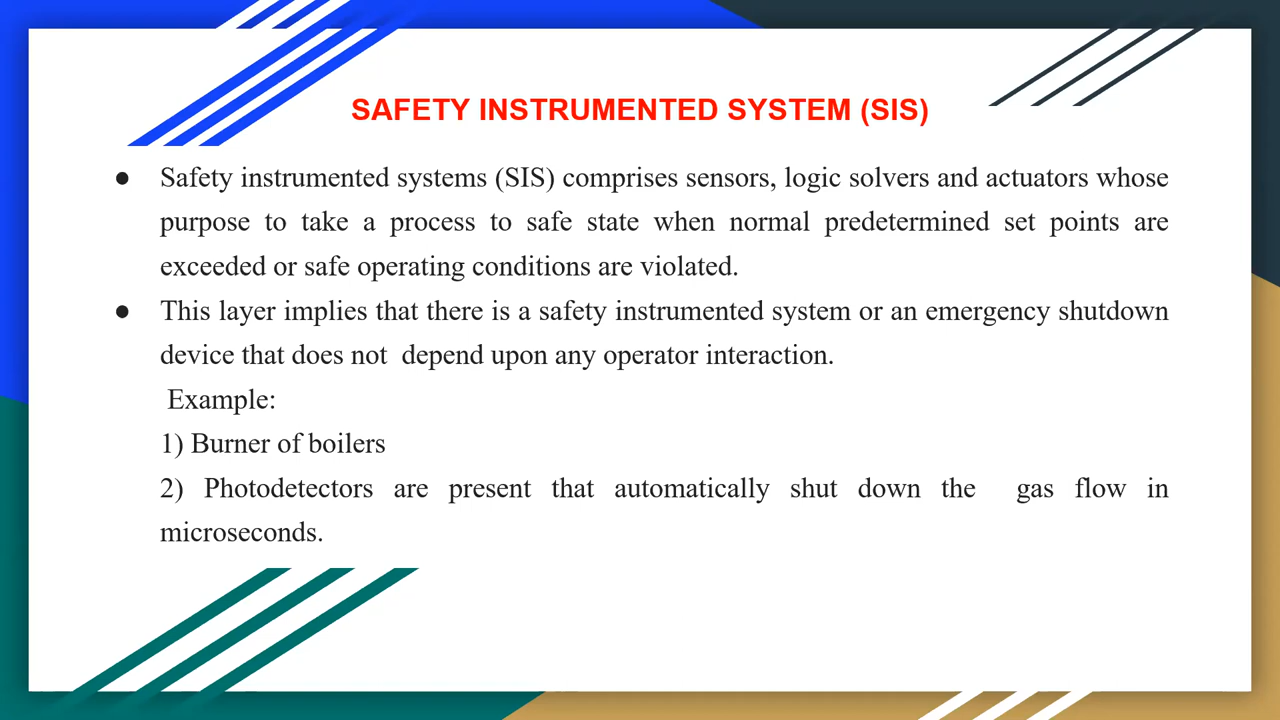 SAFETY INSTRUMENTED SYSTEM (SIS)
● Safety instrumented systems (SIS) comprises sensors, logic solvers and actuators whose
purpose to take a process to safe state when normal predetermined set points are
exceeded or safe operating conditions are violated.
● This layer implies that there is a safety instrumented system or an emergency shutdown
device that does not depend upon any operator interaction.
Example:
1) Burner of boilers
2) Photodetectors are present that automatically shut down the gas flow in
microseconds.